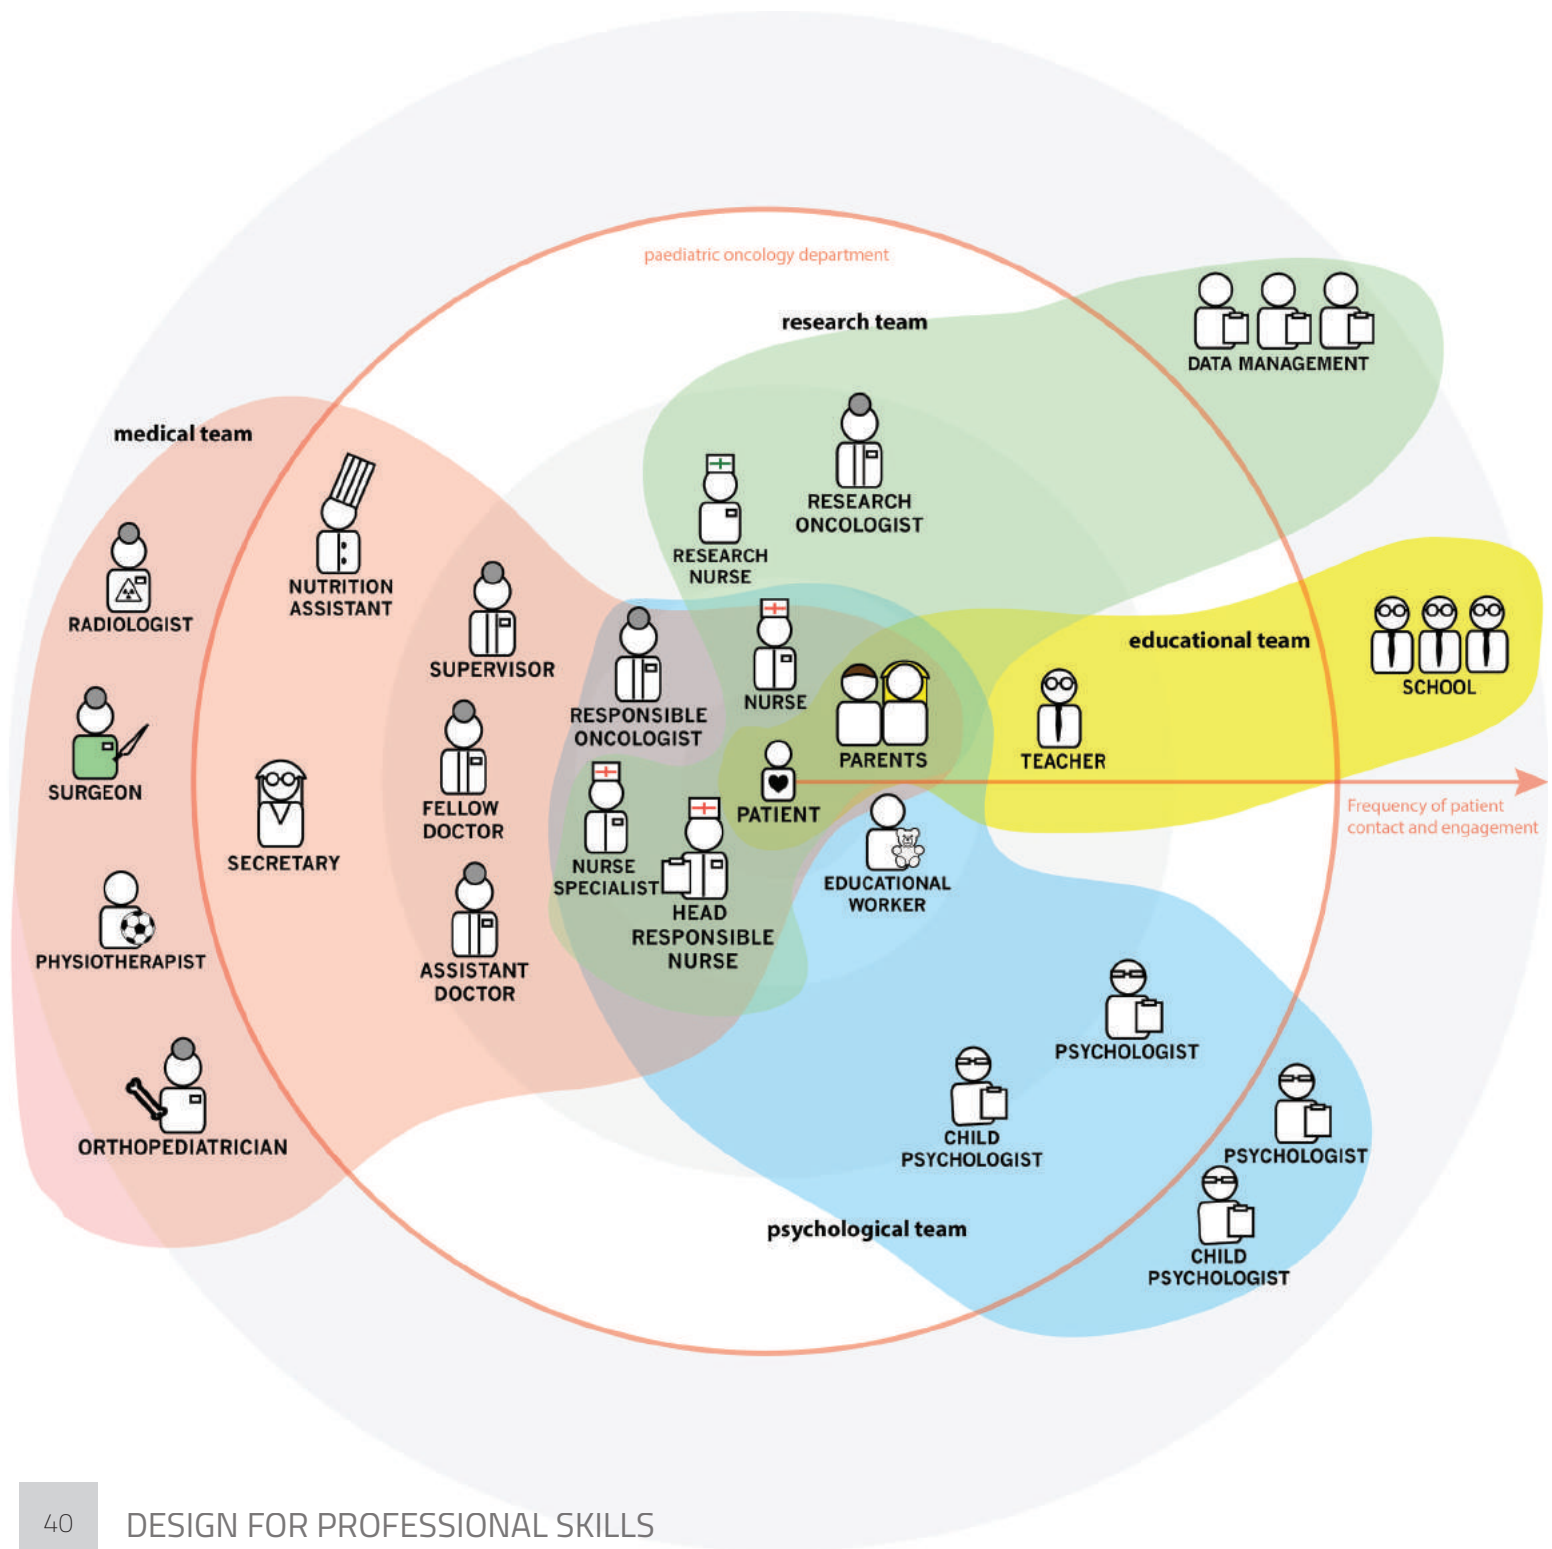 paediatric oncology department
research team
DATA MANAGEMENT
medical team
RESEARCH
ONCOLOGIST
RESEARCH
NURSE
NUTRITION
ASSISTANT
RADIOLOGIST
SUPERVISOR
educational team
SCHOOL
NURSE
RESPONSIBLE
ONCOLOGIST
PARENTS
TEACHER
SURGEON
FELLOW
DOCTOR
PATIENT
Frequency of patient
contact and engagement
SECRETARY
NURSE
SPECIALIST
EDUCATIONAL
WORKER
HEAD
RESPONSIBLE
NURSE
PHYSIOTHERAPIST
ASSISTANT
DOCTOR
PSYCHOLOGIST
ORTHOPEDIATRICIAN
CHILD
PSYCHOLOGIST
PSYCHOLOGIST
psychological team
CHILD
PSYCHOLOGIST
40
DESIGN FOR PROFESSIONAL SKILLS